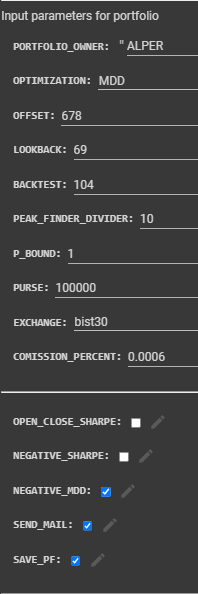 Input parameters for portfolio
PORTFOLIO_OWNER: " ALPER
OPTIMIZATION: MDD
OFFSET: 678
LOOKBACK: 69
BACKTEST: 104
PEAK_FINDER_DIVIDER: 10
P_BOUND: 1
PURSE: 100000
EXCHANGE: bist30
COMISSION_PERCENT: 0.0006
OPEN_CLOSE_SHARPE:
NEGATIVE_SHARPE:
NEGATIVE_MDD:
SEND_MAIL:
SAVE_PF: